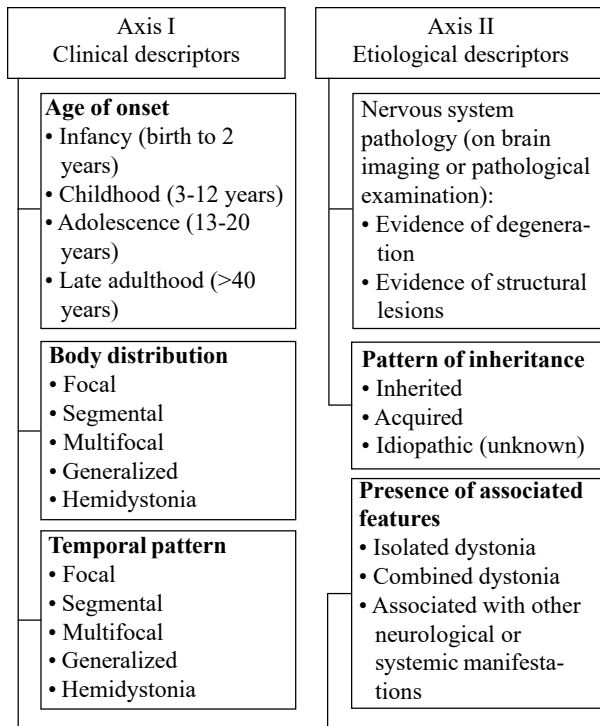 Axis I
Clinical descriptors
Age of onset
• Infancy (birth to 2
years)
• Childhood (3-12 years)
• Adolescence (13-20
years)
• Late adulthood (>40
years)
Body distribution
• Focal
• Segmental
• Multifocal
• Generalized
• Hemidystonia
Temporal pattern
• Focal
• Segmental
• Multifocal
• Generalized
• Hemidystonia
Axis II
Etiological descriptors
Nervous system
pathology (on brain
imaging or pathological
examination):
• Evidence of degenera-
tion
• Evidence of structural
lesions
Pattern of inheritance
• Inherited
• Acquired
• Idiopathic (unknown)
Presence of associated
features
• Isolated dystonia
• Combined dystonia
• Associated with other
neurological or
systemic manifesta-
tions